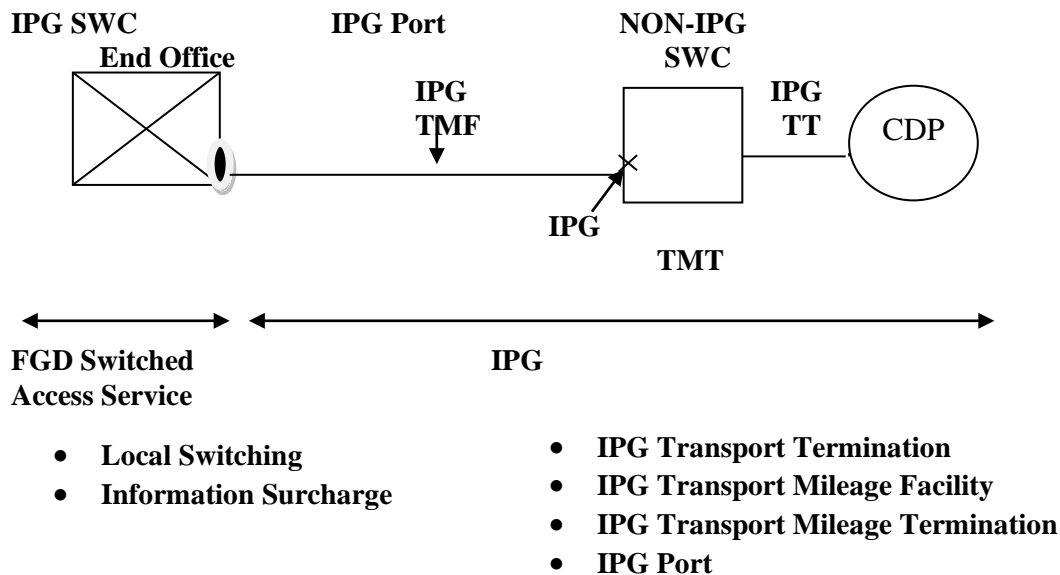 IPG SWC IPG Port NON-IPG
End Office SWC
IPG IPG
TMF TT
CDP
IPG
TMT
FGD Switched IPG
Access Service
• Local Switching
• Information Surcharge
• IPG Transport Termination
• IPG Transport Mileage Facility
• IPG Transport Mileage Termination
• IPG Port